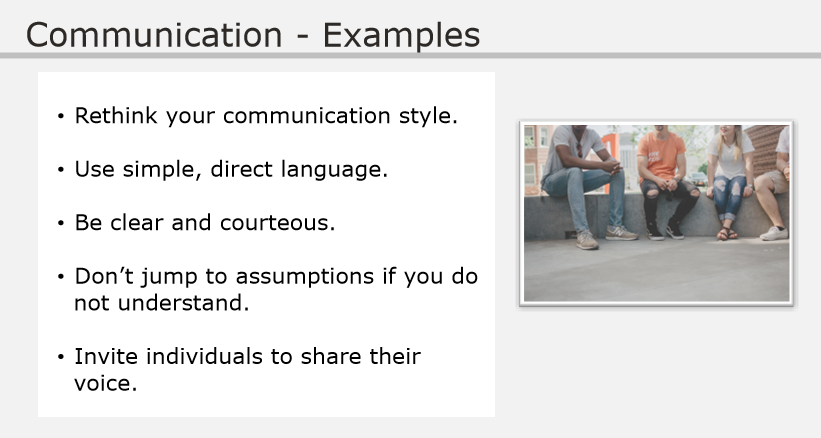 Communication - Examples
• Rethink your communication style.
• Use simple, direct language.
• Be clear and courteous.
• Don’t jump to assumptions if you do
not understand.
• Invite individuals to share their
voice.